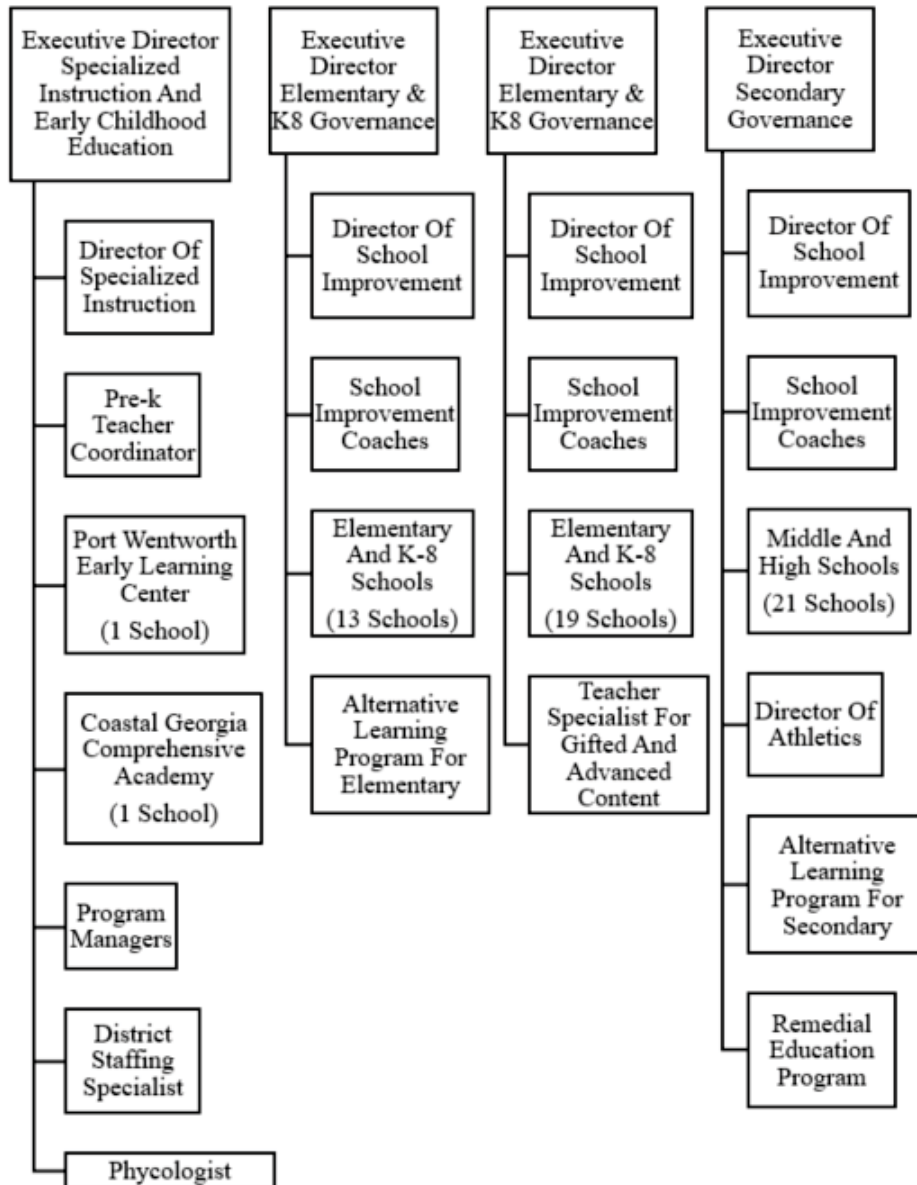 Executive Director
Specialized
Instruction And
Early Childhood
Education
Director Of
Specialized
Instruction
Pre-k
Teacher
Coordinator
Port Wentworth
Early Learning
Center
(1 School)
Coastal Georgia
Comprehensive
Academy
(1 School)
Program
Managers
District
Staffing
Specialist
Phycologist
Executive
Director
Elementary &
K8 Governance
Director Of
School
Improvement
School
Improvement
Coaches
Elementary
And K-8
Schools
(13 Schools)
Alternative
Learning
Program For
Elementary
Executive
Director
Elementary &
K8 Governance
Director Of
School
Improvement
School
Improvement
Coaches
Elementary
And K-8
Schools
(19 Schools)
Teacher
Specialist For
Gifted And
Advanced
Content
Executive
Director
Secondary
Governance
Director Of
School
Improvement
School
Improvement
Coaches
Middle And
High Schools
(21 Schools)
Director Of
Athletics
Alternative
Learning
Program For
Secondary
Remedial
Education
Program